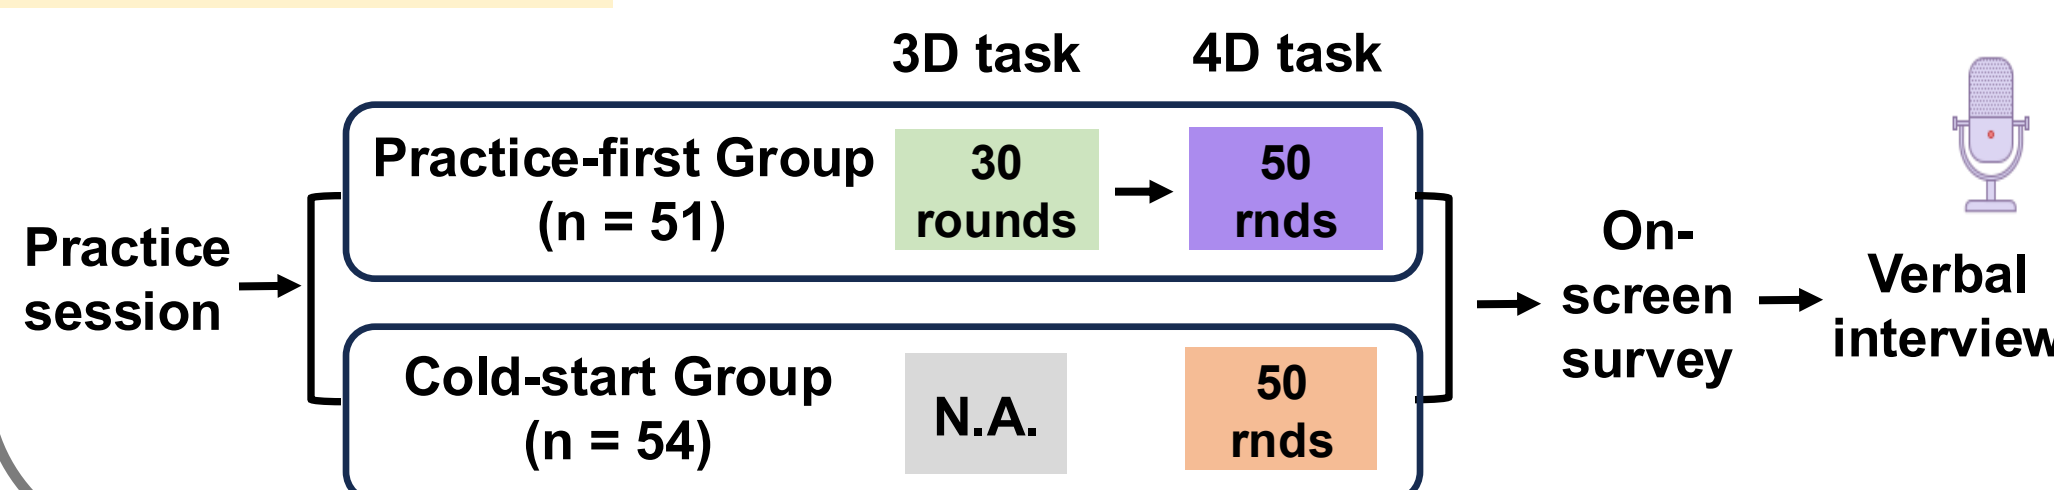 3D task
4D task
Practice
session
Practice-first Group
(n = 51)
30
rounds
50
rnds
Cold-start Group
(n = 54)
N.A.
50
rnds
On-
screen
survey
Verbal
interview